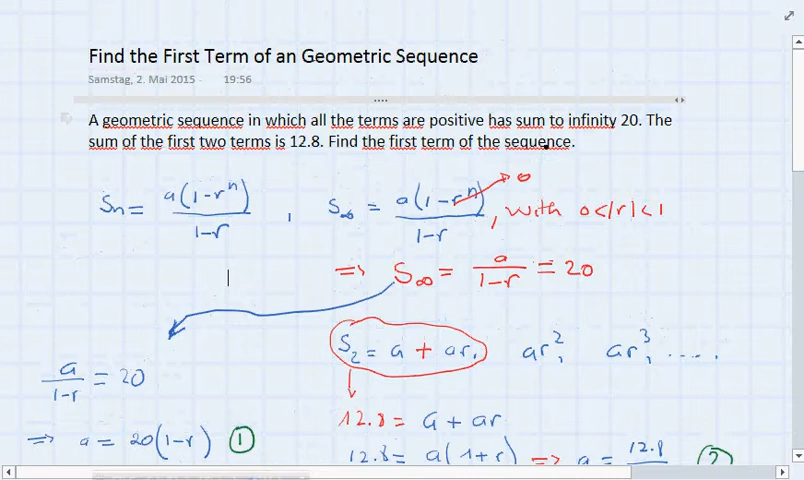 Find the First Term of an Geometric Sequence
Samstag, 2. Mai 2015 19:56
A geometric sequence in which all the terms are positive has sum to infinity 20. The
sum of the first two terms is 12.8. Find the first term of the sequence.
Sn = a(1-r^n)/(1-r) , S∞ = a(1-r^n)/(1-r) → 0 , with 0<|r|<1
=> S∞ = a/(1-r) = 20
S2 = a + ar, ar^2, ar^3, ....
a/(1-r) = 20
12.8 = a + ar
=> a = 20(1-r) ①
12.8 = a(1+r) => a = 12.8 ②